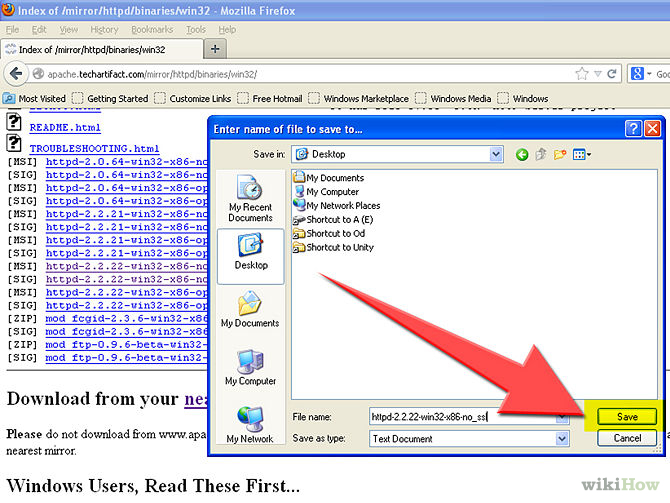 Index of /mirror/httpd/binaries/win32 - Mozilla Firefox
File Edit View History Bookmarks Tools Help
Index of /mirror/httpd/binaries/win32
apache.techartifact.com/mirror/httpd/binaries/win32/
Most Visited Getting Started Customize Links Free Hotmail Windows Marketplace Windows Media Windows
README.html
TROUBLESHOOTING.html
[MSI] httpd-2.0.64-win32-x86-no
[SIG] httpd-2.0.64-win32-x86-no
[MSI] httpd-2.0.64-win32-x86-op
[SIG] httpd-2.0.64-win32-x86-op
[MSI] httpd-2.2.21-win32-x86-no
[SIG] httpd-2.2.21-win32-x86-no
[MSI] httpd-2.2.21-win32-x86-op
[SIG] httpd-2.2.21-win32-x86-op
[MSI] httpd-2.2.22-win32-x86-no
[SIG] httpd-2.2.22-win32-x86-no
[MSI] httpd-2.2.22-win32-x86-op
[SIG] httpd-2.2.22-win32-x86-op
[ZIP] mod fcgid-2.3.6-win32-x86
[SIG] mod fcgid-2.3.6-win32-x86
[ZIP] mod ftp-0.9.6-beta-win32-
[SIG] mod ftp-0.9.6-beta-win32-
Download from your nea
Please do not download from www.apa
nearest mirror.
Windows Users, Read These First...
Enter name of file to save to...
Save in: Desktop
My Recent
Documents
Desktop
My Documents
My Computer
My Network
My Documents
My Computer
My Network Places
Shortcut to A (E)
Shortcut to Od
Shortcut to Unity
File name: httpd-2.2.22-win32-x86-no_ssl
Save
Save as type: Text Document
Cancel
wikiHow